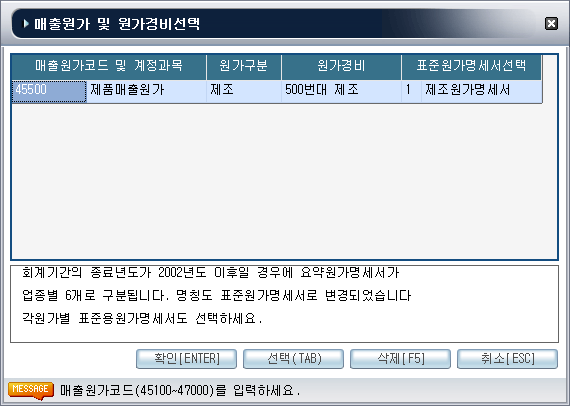 매출원가 및 원가경비선택
매출원가코드 및 계정과목 원가구분 원가경비 표준원가명세서선택
45500 제품매출원가 제조 500번대 제조 1 제조원가명세서
회계기간의 종료년도가 2002년도 이후일 경우에 요약원가명세서가
업종별 6개로 구분됩니다. 명칭도 표준원가명세서로 변경되었습니다
각원가별 표준용원가명세서도 선택하세요.
확인[ENTER] 선택(TAB) 삭제[F5] 취소[ESC]
MESSAGE 매출원가코드(45100~47000)를 입력하세요.